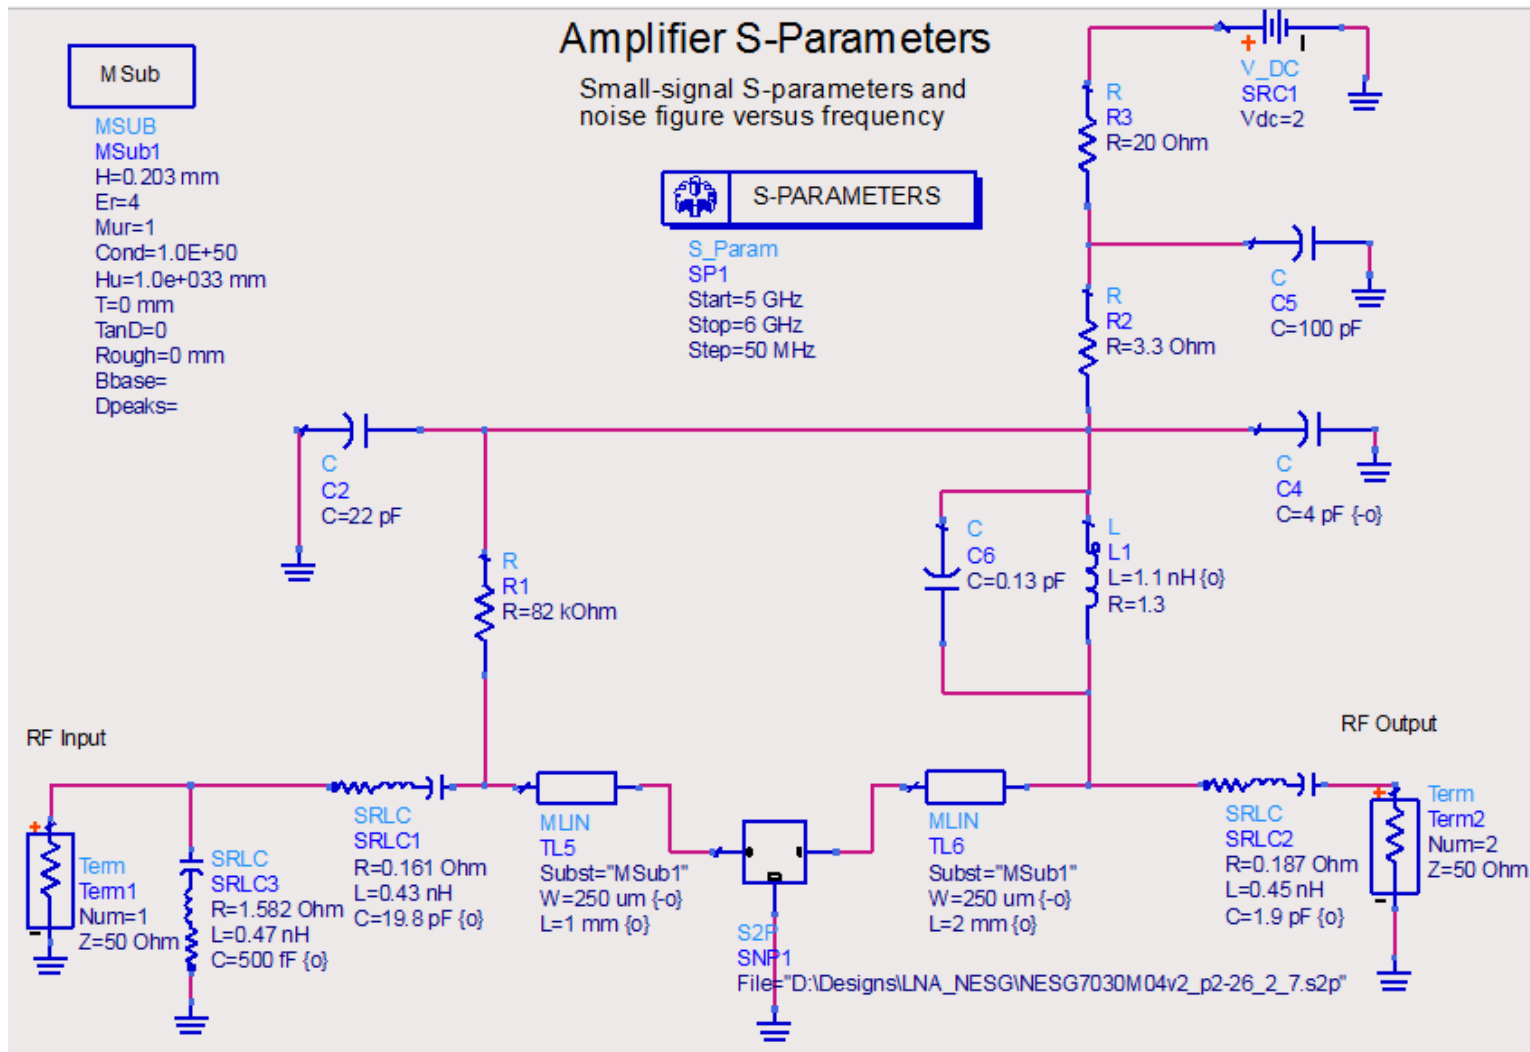 Amplifier S-Parameters
Small-signal S-parameters and
noise figure versus frequency
MSub
MSUB
MSub1
H=0.203 mm
Er=4
Mur=1
Cond=1.0E+50
Hu=1.0e+033 mm
T=0 mm
TanD=0
Rough=0 mm
Bbase=
Dpeaks=
S-PARAMETERS
S_Param
SP1
Start=5 GHz
Stop=6 GHz
Step=50 MHz
V_DC
SRC1
Vdc=2
R
R3
R=20 Ohm
C
C5
C=100 pF
R
R2
R=3.3 Ohm
C
C2
C=22 pF
C
C4
C=4 pF {-o}
R
R1
R=82 kOhm
C
C6
C=0.13 pF
L
L1
L=1.1 nH {o}
R=1.3
RF Input
RF Output
Term
Term1
Num=1
Z=50 Ohm
SRLC
SRLC3
R=1.582 Ohm
L=0.47 nH
C=500 fF {o}
SRLC
SRLC1
R=0.161 Ohm
L=0.43 nH
C=19.8 pF {o}
MLIN
TL5
Subst="MSub1"
W=250 um {-o}
L=1 mm {o}
S2P
SNP1
File="D:\Designs\LNA_NESG\NESG7030M04v2_p2-26_2_7.s2p"
MLIN
TL6
Subst="MSub1"
W=250 um {-o}
L=2 mm {o}
SRLC
SRLC2
R=0.187 Ohm
L=0.45 nH
C=1.9 pF {o}
Term
Term2
Num=2
Z=50 Ohm